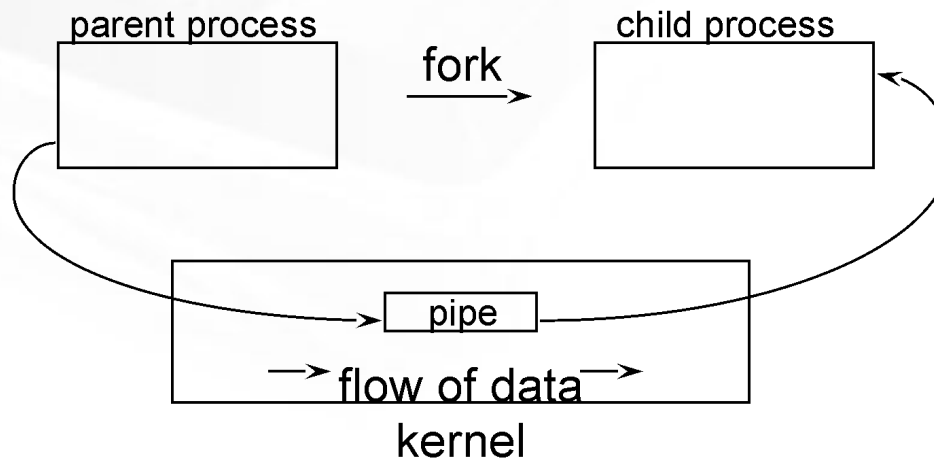 parent process
child process
fork
pipe
flow of data
kernel